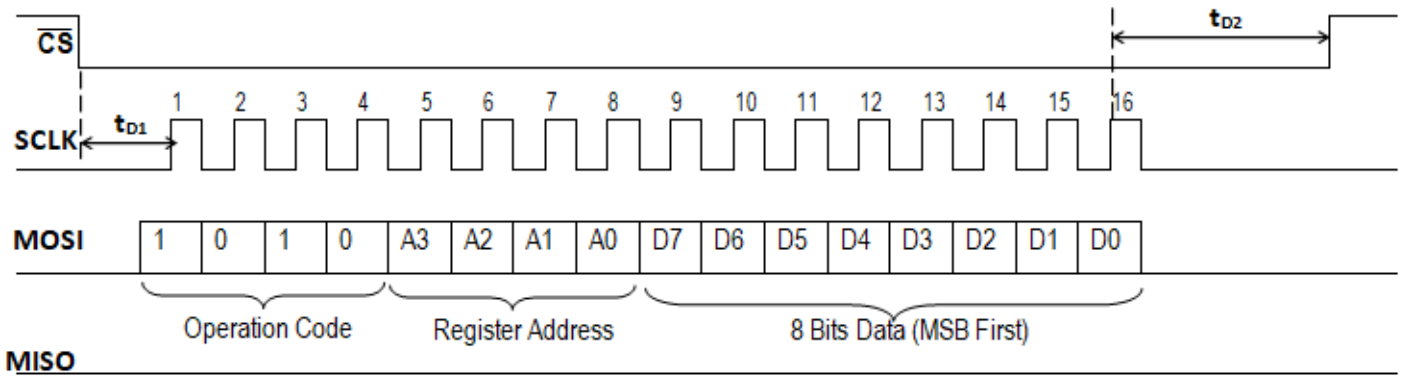 CS
tD2
1 2 3 4 5 6 7 8 9 10 11 12 13 14 15 16
tD1
SCLK
MOSI 1 0 1 0 A3 A2 A1 A0 D7 D6 D5 D4 D3 D2 D1 D0
Operation Code Register Address 8 Bits Data (MSB First)
MISO